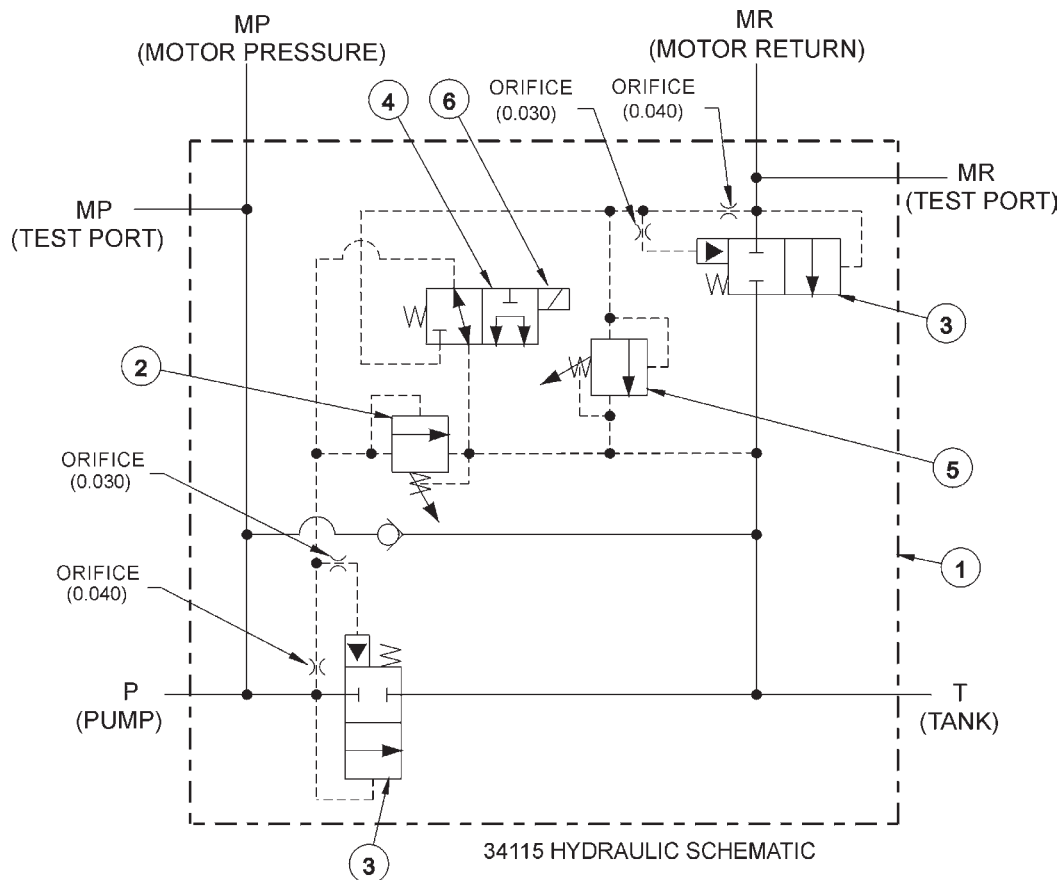 MP
(MOTOR PRESSURE)
MR
(MOTOR RETURN)
4
6
ORIFICE
(0.030)
ORIFICE
(0.040)
MP
(TEST PORT)
MR
(TEST PORT)
3
2
5
ORIFICE
(0.030)
ORIFICE
(0.040)
1
P
(PUMP)
T
(TANK)
3
34115 HYDRAULIC SCHEMATIC